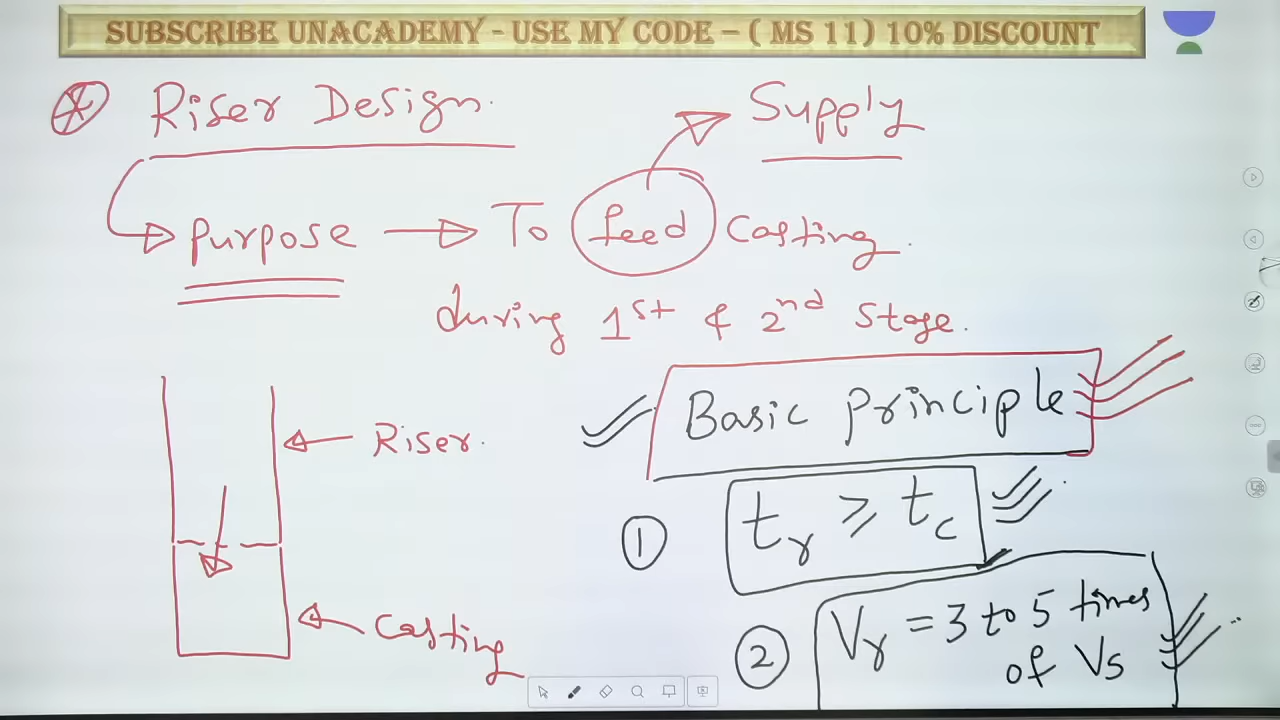 SUBSCRIBE UNACADEMY - USE MY CODE – ( MS 11) 10% DISCOUNT
Riser Design.
Supply
Purpose → To feed Casting.
during 1st & 2nd stage.
Basic principle
Riser.
① tr ≥ tc
Casting
② Vr = 3 to 5 times
of Vs